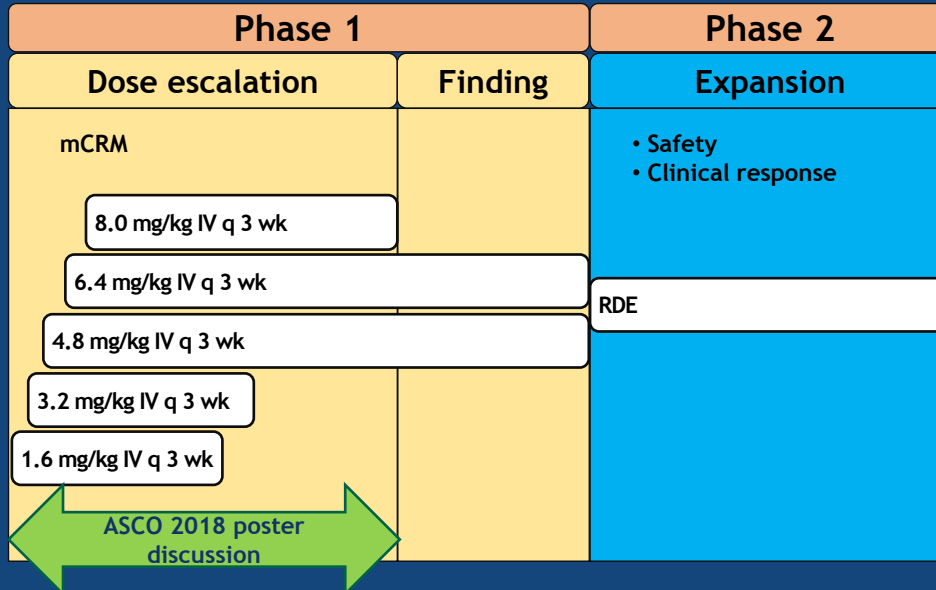 Phase 1
Phase 2
Dose escalation
Finding
Expansion
mCRM
• Safety
• Clinical response
8.0 mg/kg IV q 3 wk
6.4 mg/kg IV q 3 wk
RDE
4.8 mg/kg IV q 3 wk
3.2 mg/kg IV q 3 wk
1.6 mg/kg IV q 3 wk
ASCO 2018 poster
discussion